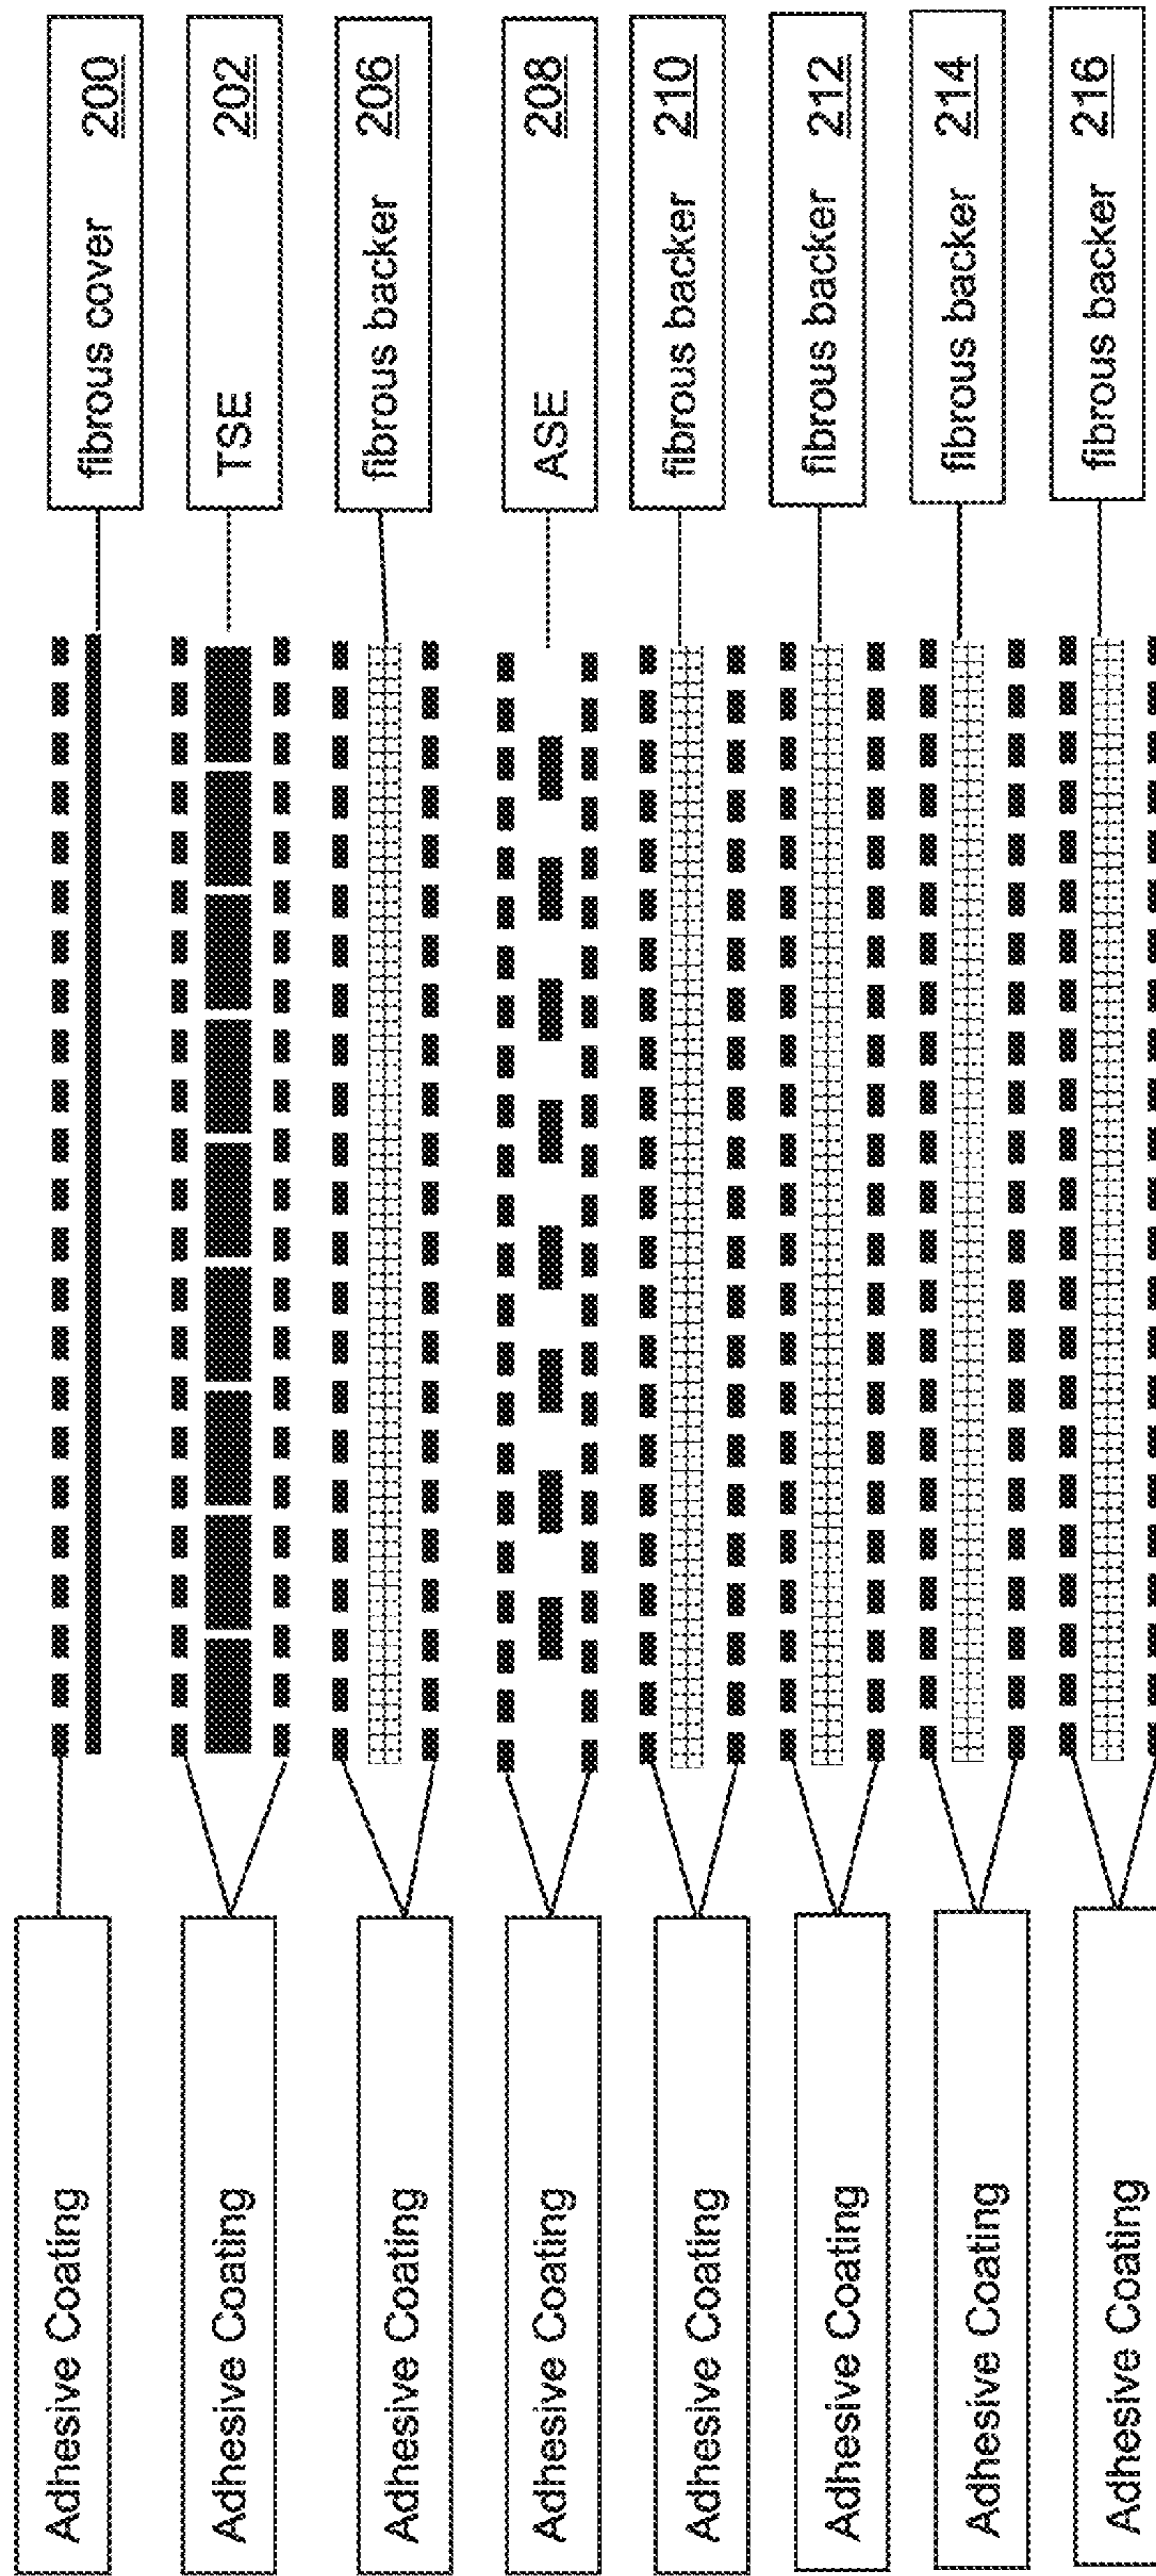 Adhesive Coating
fibrous cover 200
Adhesive Coating
TSE 202
Adhesive Coating
fibrous backer 206
Adhesive Coating
ASE 208
Adhesive Coating
fibrous backer 210
Adhesive Coating
fibrous backer 212
Adhesive Coating
fibrous backer 214
Adhesive Coating
fibrous backer 216